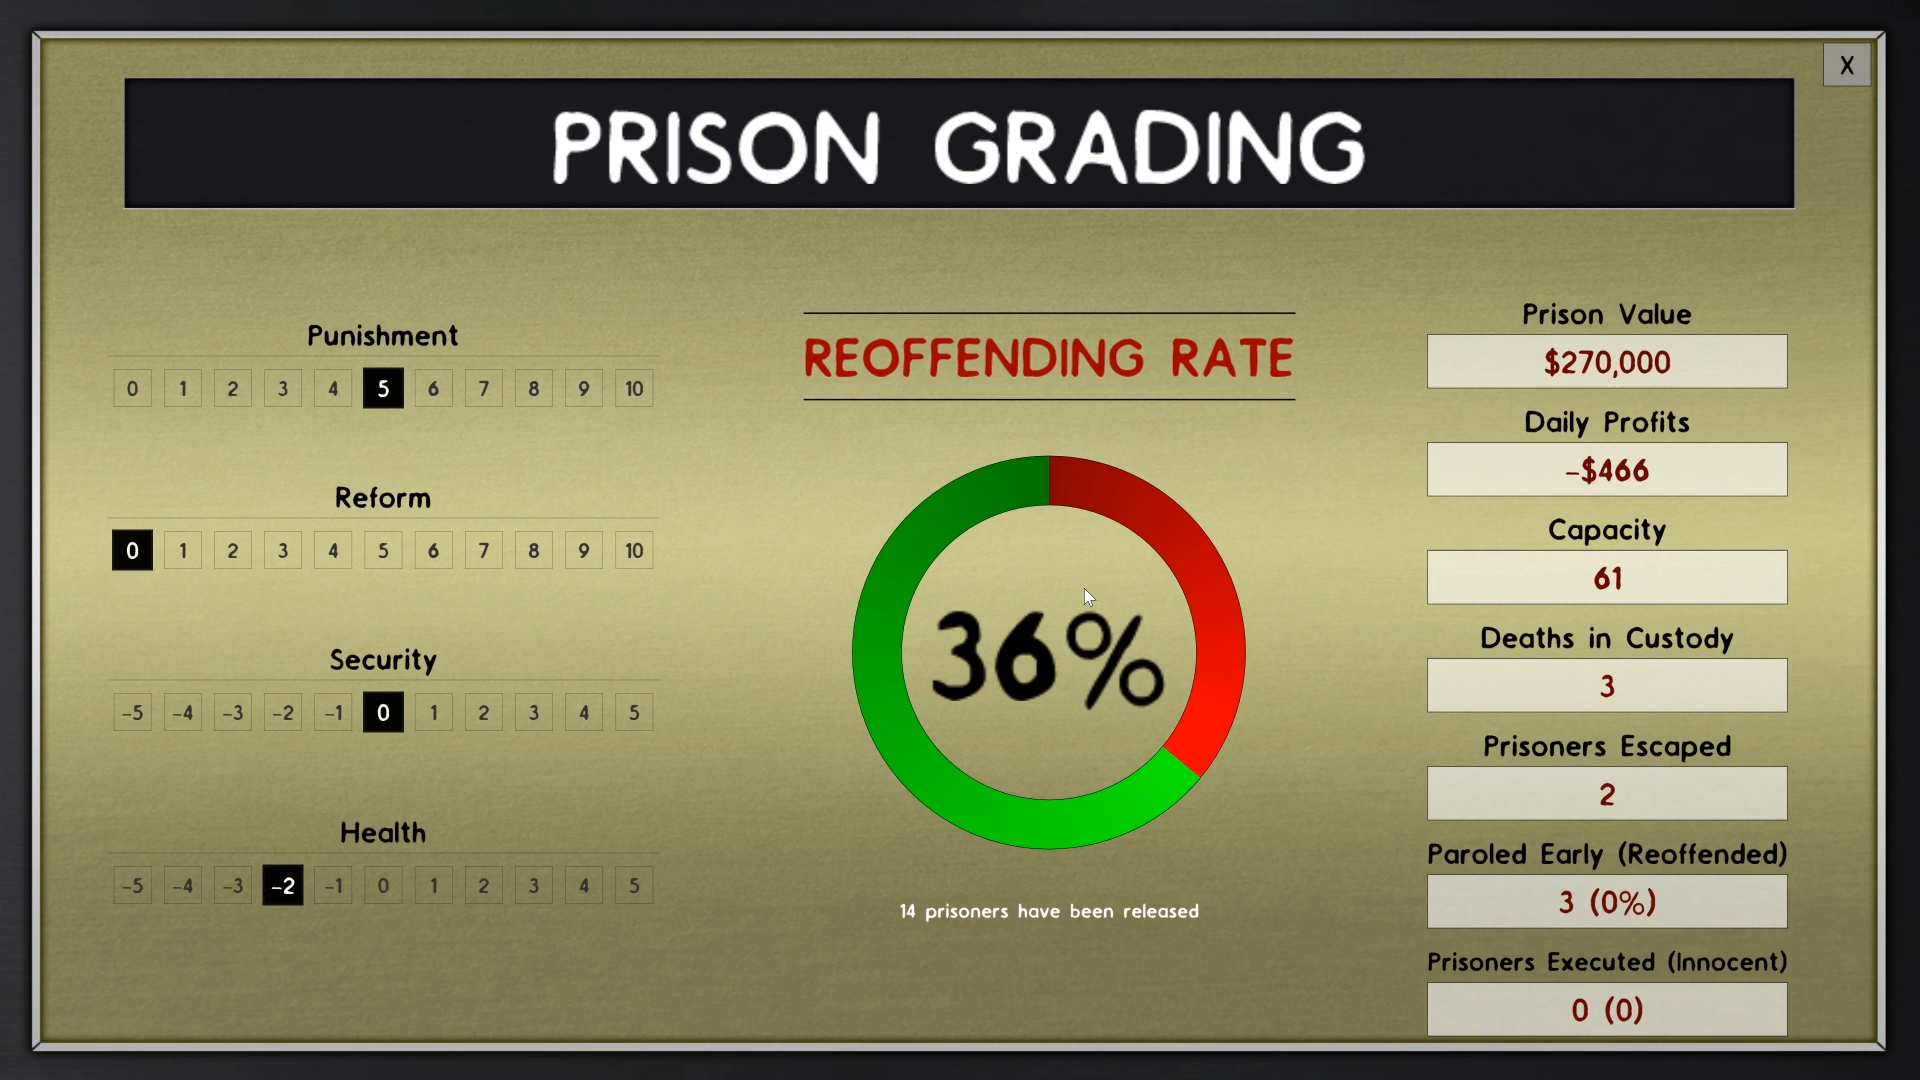 X
PRISON GRADING
Punishment
0 1 2 3 4 5 6 7 8 9 10
Reform
0 1 2 3 4 5 6 7 8 9 10
Security
-5 -4 -3 -2 -1 0 1 2 3 4 5
Health
-5 -4 -3 -2 -1 0 1 2 3 4 5
REOFFENDING RATE
36%
14 prisoners have been released
Prison Value
$270,000
Daily Profits
-$466
Capacity
61
Deaths in Custody
3
Prisoners Escaped
2
Paroled Early (Reoffended)
3 (0%)
Prisoners Executed (Innocent)
0 (0)